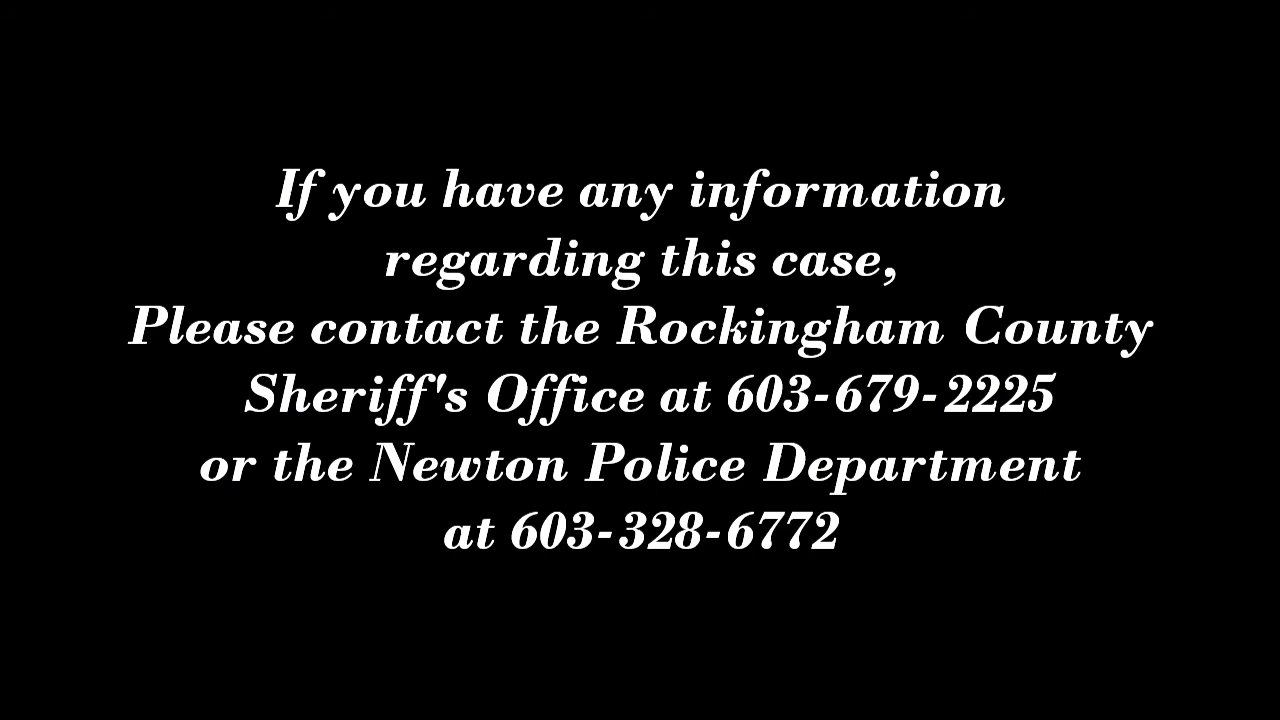 If you have any information
regarding this case,
Please contact the Rockingham County
Sheriff's Office at 603-679-2225
or the Newton Police Department
at 603-328-6772